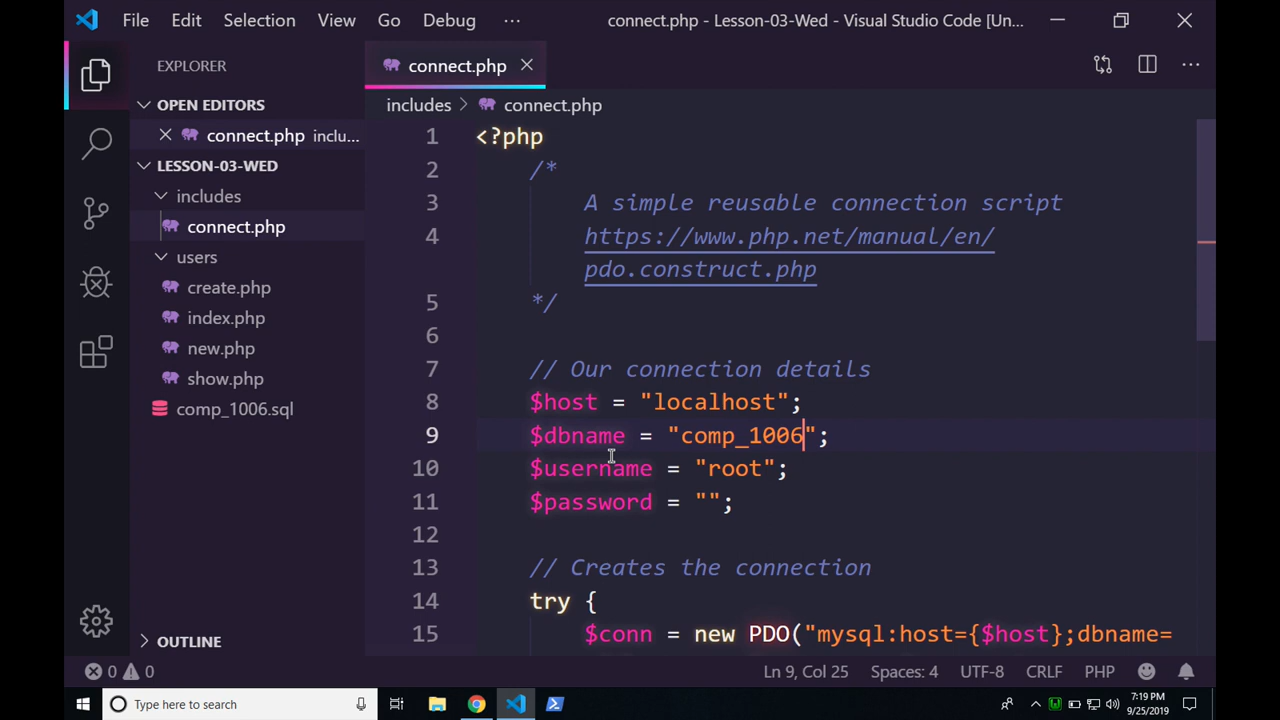 File Edit Selection View Go Debug ··· connect.php - Lesson-03-Wed - Visual Studio Code [Un...
EXPLORER
OPEN EDITORS
connect.php inclu...
LESSON-03-WED
includes
connect.php
users
create.php
index.php
new.php
show.php
comp_1006.sql
OUTLINE
connect.php
includes > connect.php
1 <?php
2 /*
3 A simple reusable connection script
4 https://www.php.net/manual/en/
pdo.construct.php
5 */
6
7 // Our connection details
8 $host = "localhost";
9 $dbname = "comp_1006";
10 $username = "root";
11 $password = "";
12
13 // Creates the connection
14 try {
15 $conn = new PDO("mysql:host={$host};dbname=
0 0 Ln 9, Col 25 Spaces: 4 UTF-8 CRLF PHP
Type here to search
7:19 PM
9/25/2019